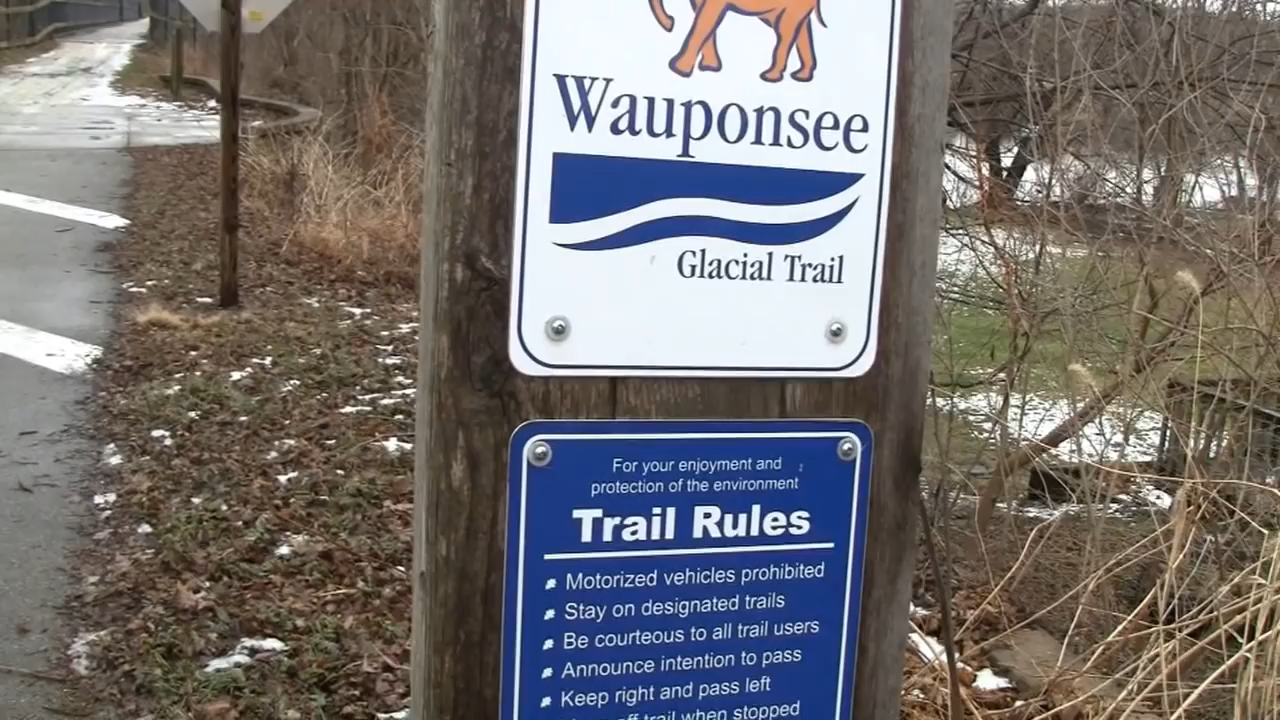 Wauponsee
Glacial Trail
For your enjoyment and
protection of the environment
Trail Rules
Motorized vehicles prohibited
Stay on designated trails
Be courteous to all trail users
Announce intention to pass
Keep right and pass left
off trail when stopped